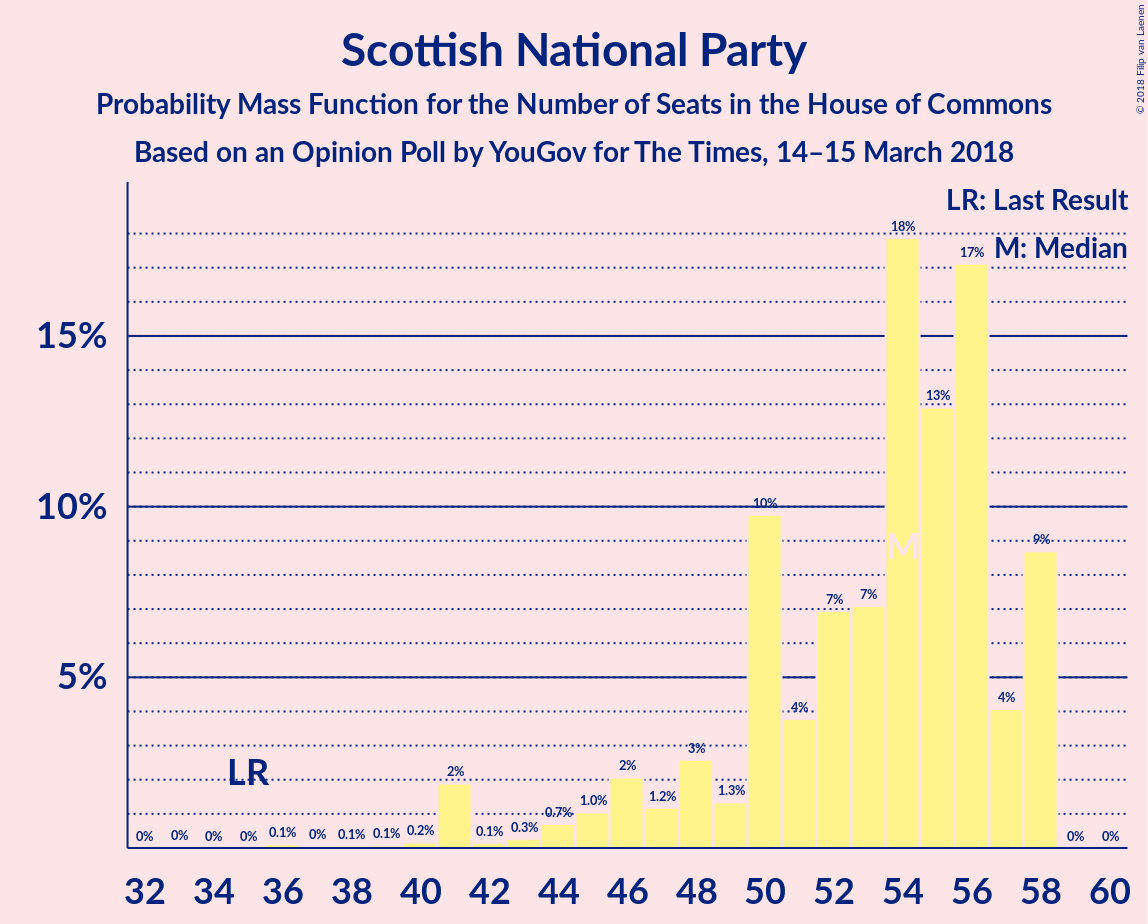 Scottish National Party
Probability Mass Function for the Number of Seats in the House of Commons
Based on an Opinion Poll by YouGov for The Times, 14–15 March 2018
© 2018 Filip van Laenen
LR: Last Result
M: Median
15%
10%
5%
0% 0% 0% 0% 0.1% 0% 0.1% 0.1% 0.2% 2% 0.1% 0.3% 0.7% 1.0% 2% 1.2% 3% 1.3% 10% 4% 7% 7% 18% 13% 17% 4% 9% 0% 0%
LR
M
32 34 36 38 40 42 44 46 48 50 52 54 56 58 60